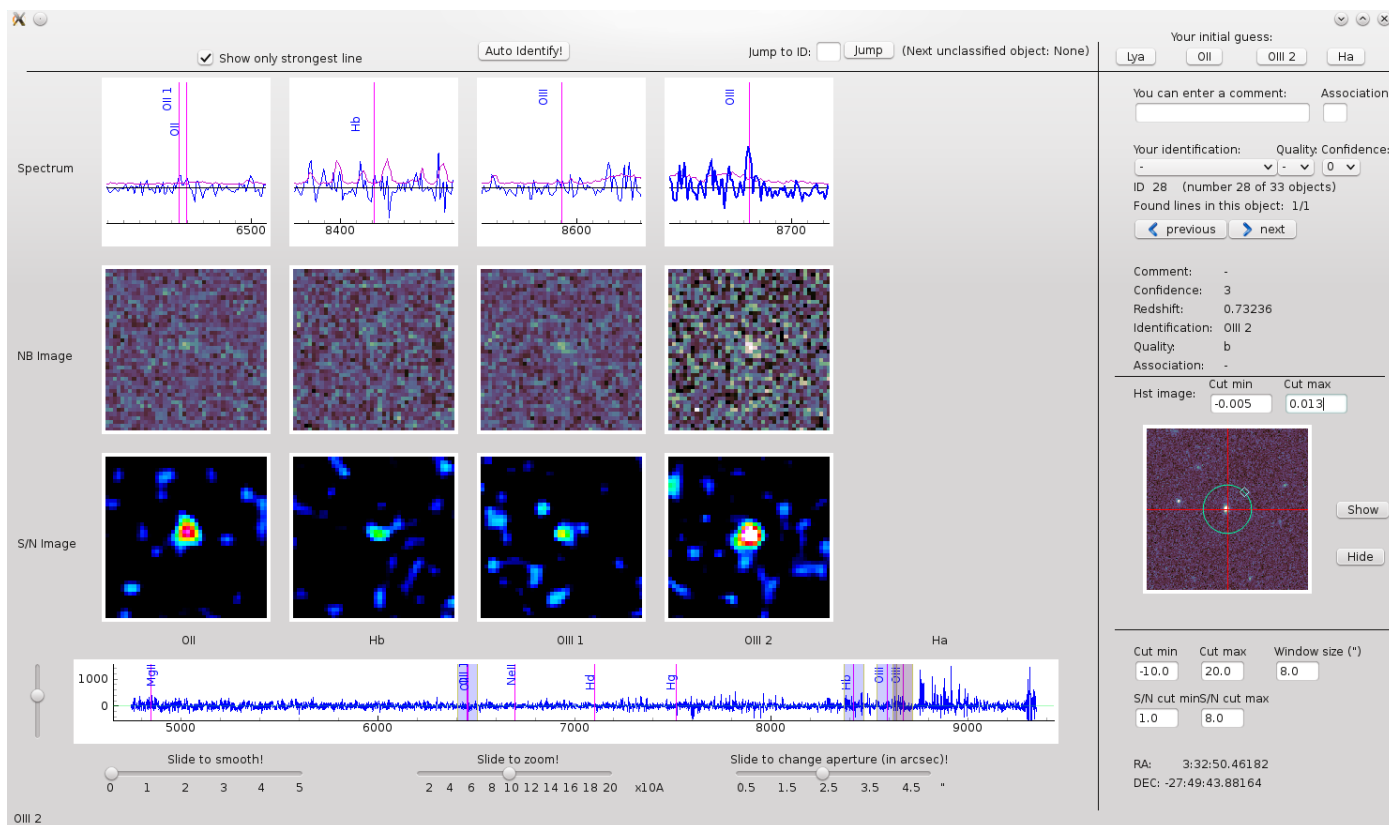 Show only strongest line
Auto Identify!
Jump to ID:
Jump
(Next unclassified object: None)
Your initial guess:
Lya
OII
OIII 2
Ha
You can enter a comment:
Association
Spectrum
OII 1
OII
6500
Hb
8400
OIII
8600
OIII
8700
Your identification:
Quality:
Confidence:
-
-
0
ID 28 (number 28 of 33 objects)
Found lines in this object: 1/1
previous
next
NB Image
Comment: -
Confidence: 3
Redshift: 0.73236
Identification: OIII 2
Quality: b
Association: -
Hst image:
Cut min
Cut max
-0.005
0.013
S/N Image
Show
Hide
OII
Hb
OIII 1
OIII 2
Ha
1000
0
MgII
NeII
Hd
Hg
Hb
OIII
OIII
5000
6000
7000
8000
9000
Cut min
Cut max
Window size (")
-10.0
20.0
8.0
S/N cut min
S/N cut max
1.0
8.0
Slide to smooth!
0 1 2 3 4 5
Slide to zoom!
2 4 6 8 10 12 14 16 18 20 x10A
Slide to change aperture (in arcsec)!
0.5 1.5 2.5 3.5 4.5 "
RA: 3:32:50.46182
DEC: -27:49:43.88164
OIII 2